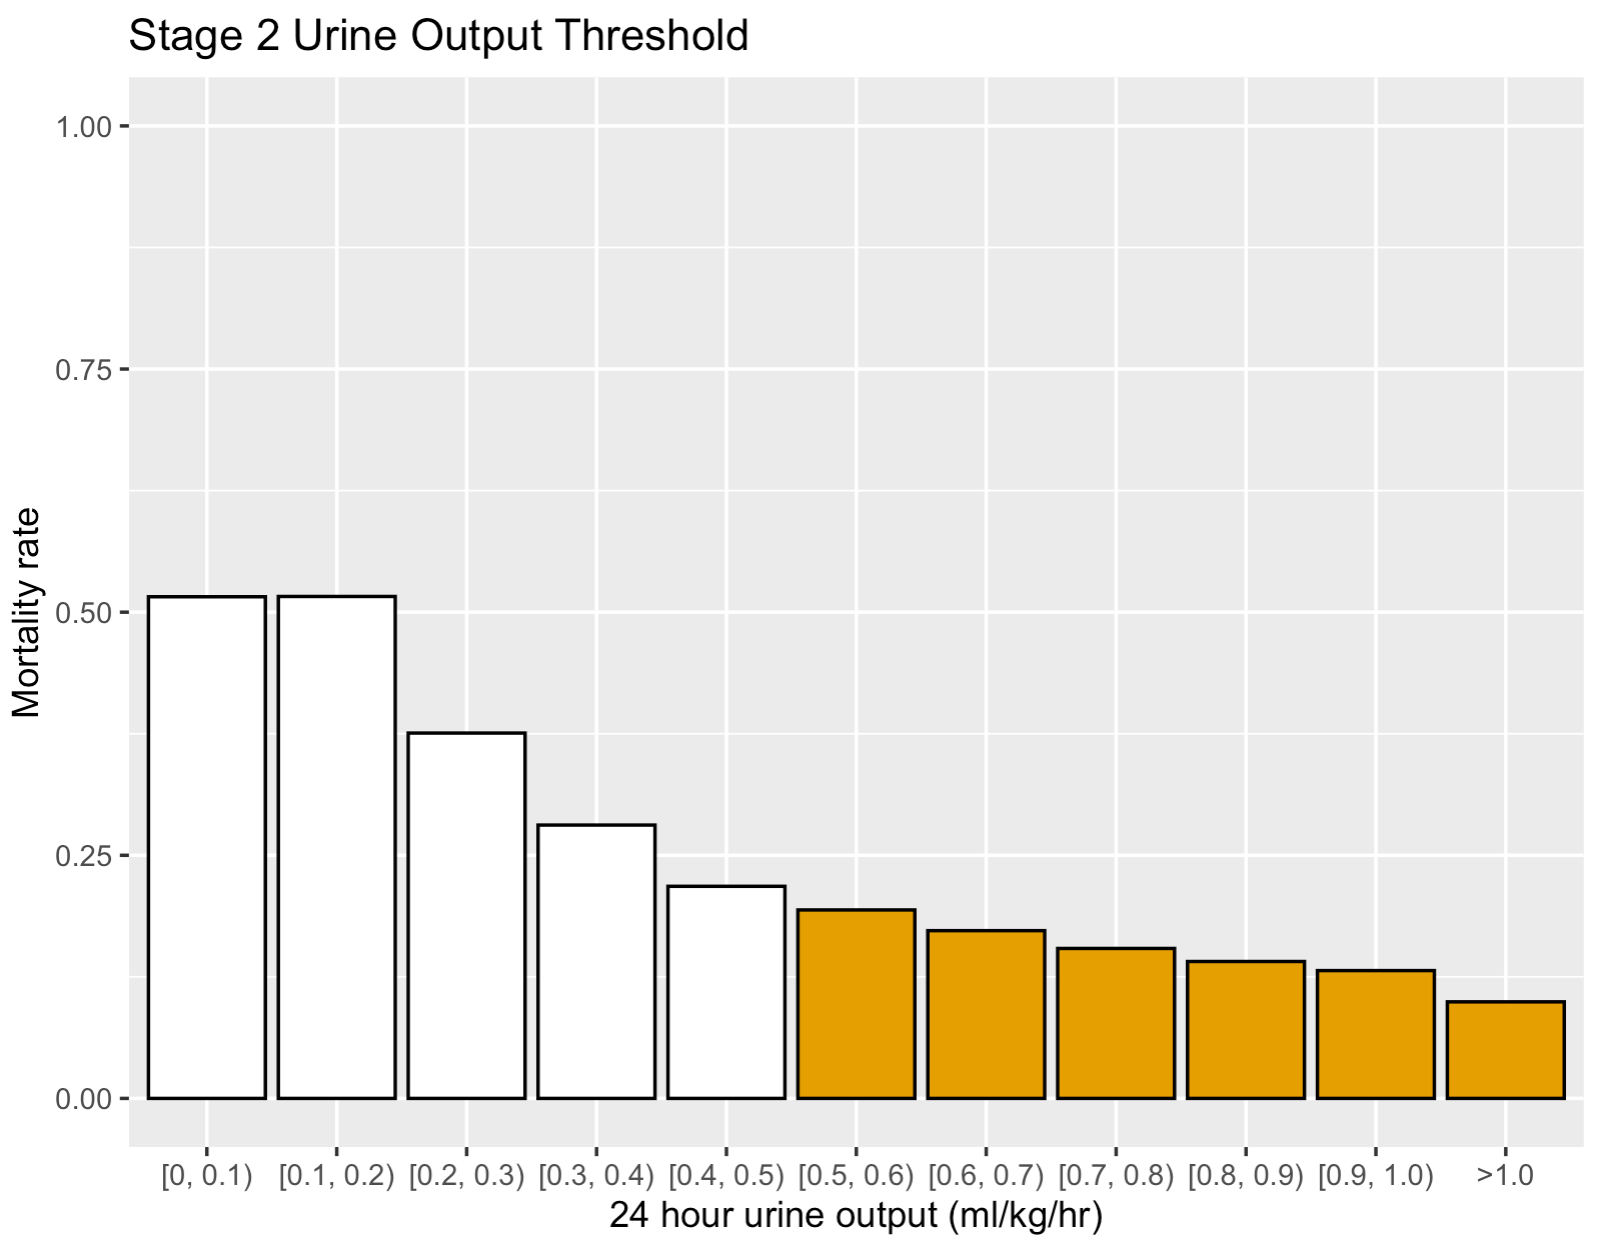 Stage 2 Urine Output Threshold
1.00
0.75
0.50
0.25
0.00
Mortality rate
[0, 0.1) [0.1, 0.2) [0.2, 0.3) [0.3, 0.4) [0.4, 0.5) [0.5, 0.6) [0.6, 0.7) [0.7, 0.8) [0.8, 0.9) [0.9, 1.0) >1.0
24 hour urine output (ml/kg/hr)